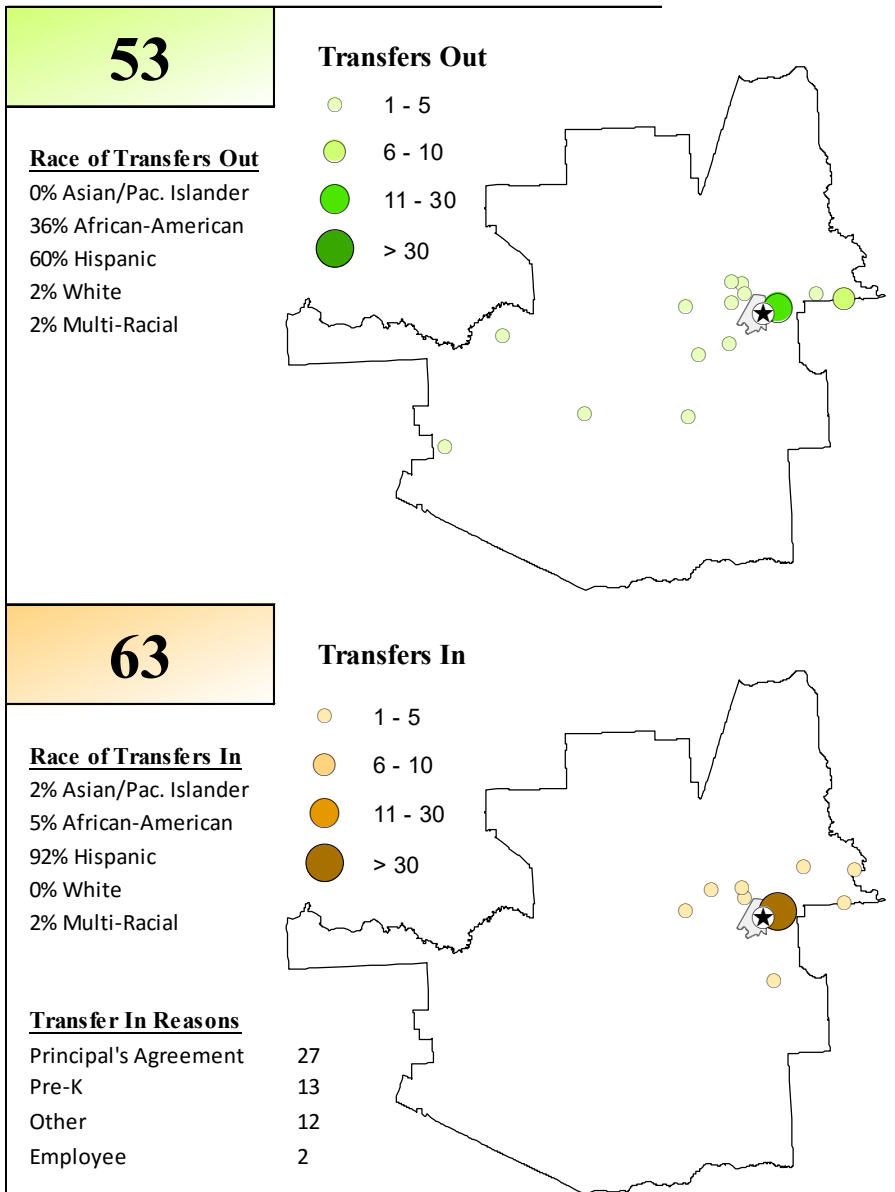 53
Transfers Out
1 - 5
6 - 10
11 - 30
> 30
Race of Transfers Out
0% Asian/Pac. Islander
36% African-American
60% Hispanic
2% White
2% Multi-Racial
63
Transfers In
1 - 5
6 - 10
11 - 30
> 30
Race of Transfers In
2% Asian/Pac. Islander
5% African-American
92% Hispanic
0% White
2% Multi-Racial
Transfer In Reasons
Principal's Agreement 27
Pre-K 13
Other 12
Employee 2